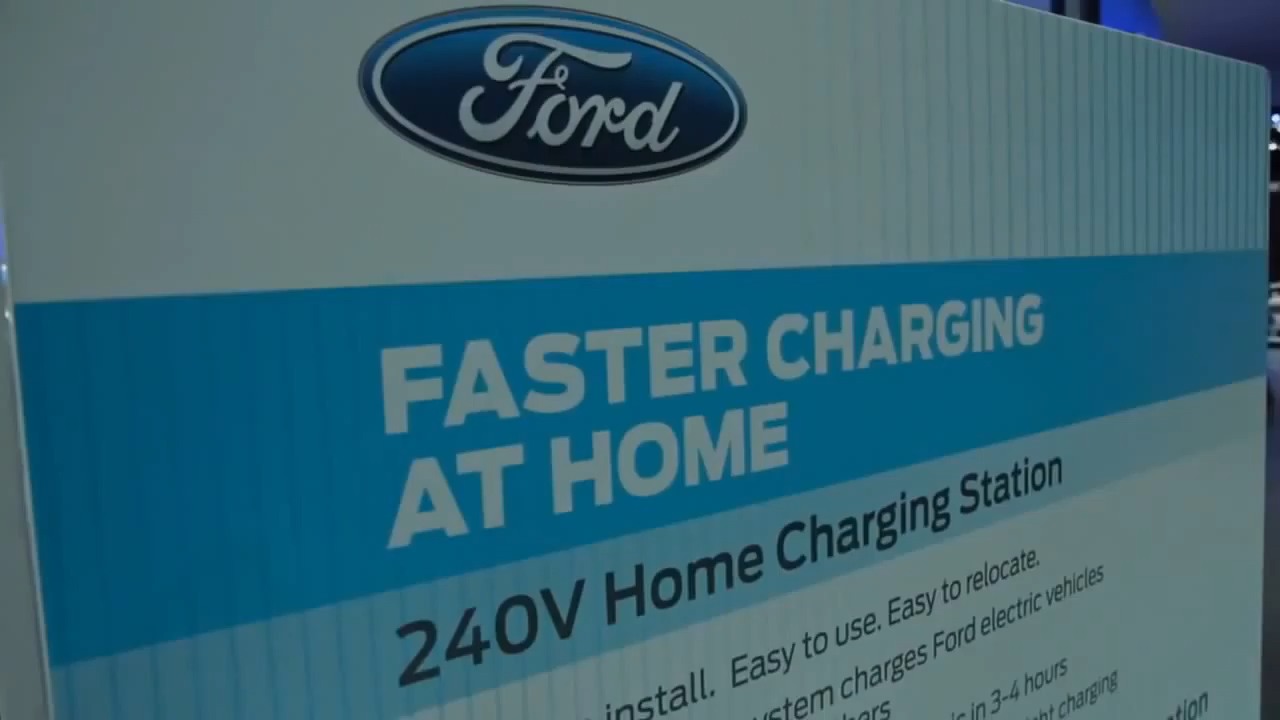 Ford
FASTER CHARGING
AT HOME
240V Home Charging Station
install. Easy to use. Easy to relocate.
charges Ford electric vehicles
in 3-4 hours
charging